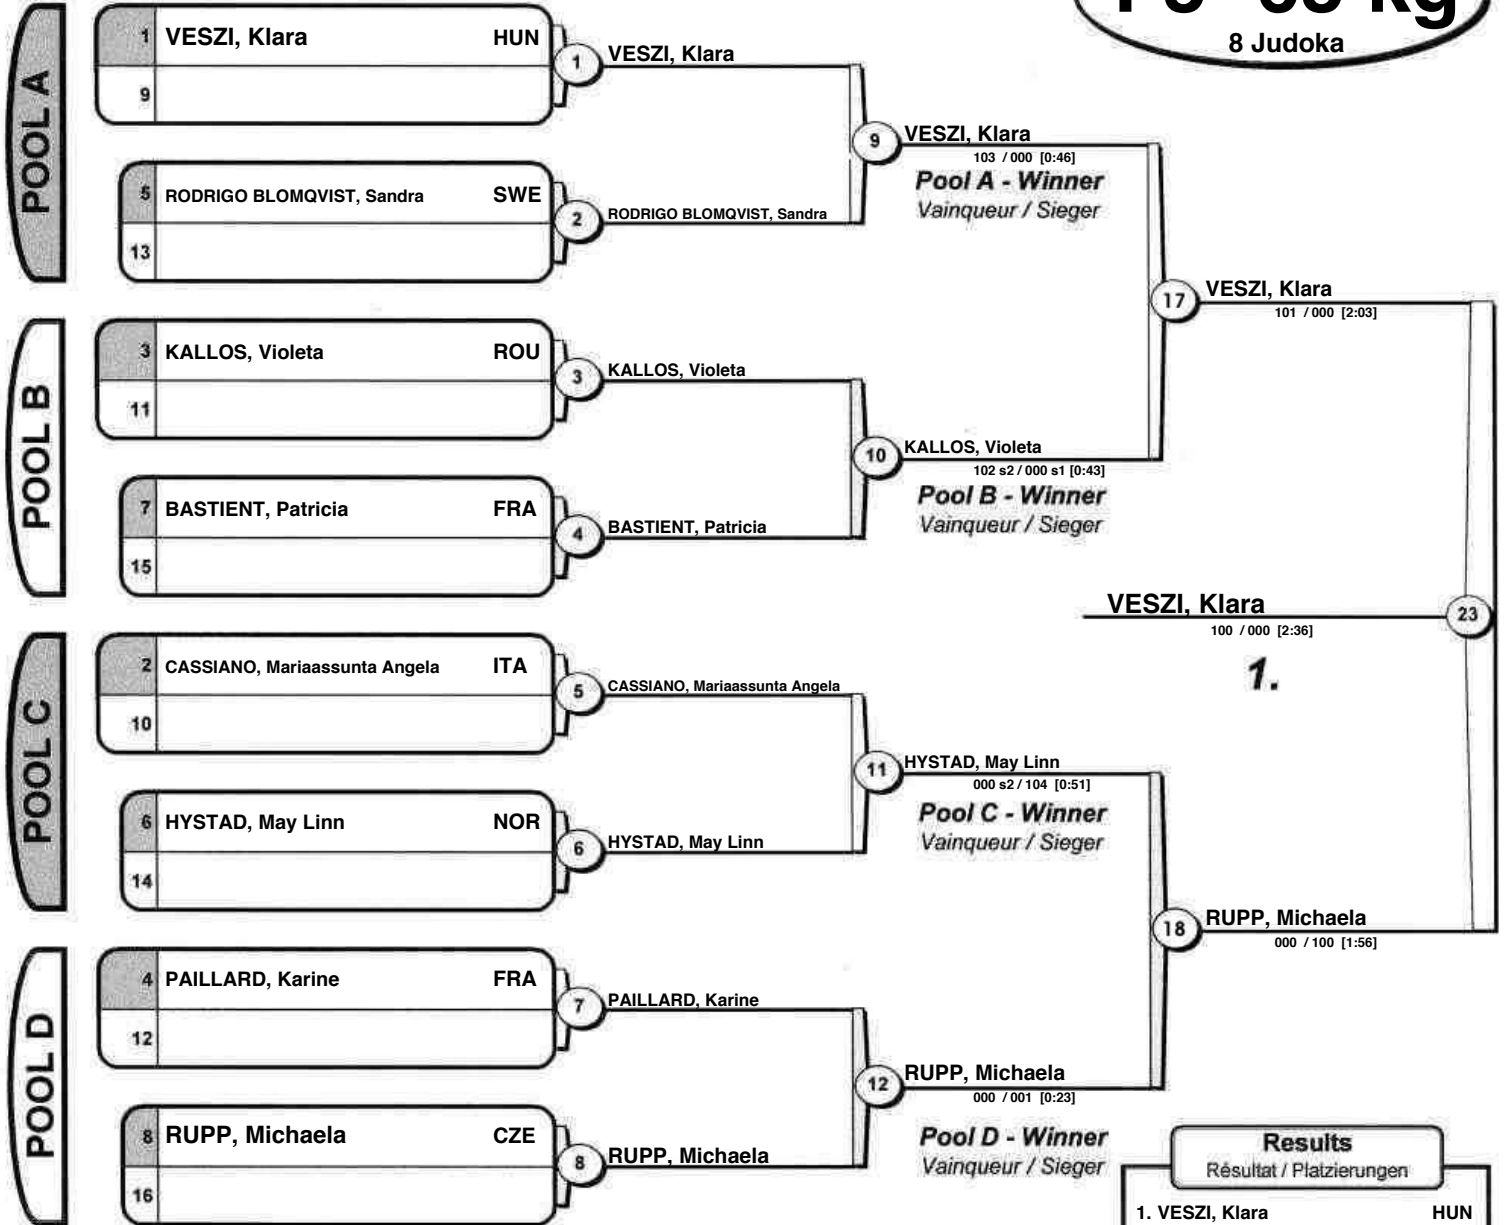 8 Judoka
POOL A
1 VESZI, Klara HUN
9
1
VESZI, Klara
5 RODRIGO BLOMQVIST, Sandra SWE
13
2
RODRIGO BLOMQVIST, Sandra
9
VESZI, Klara
103 / 000 [0:46]
Pool A - Winner
Vainqueur / Sieger
POOL B
3 KALLOS, Violeta ROU
11
3
KALLOS, Violeta
7 BASTIENT, Patricia FRA
15
4
BASTIENT, Patricia
10
KALLOS, Violeta
102 s2 / 000 s1 [0:43]
Pool B - Winner
Vainqueur / Sieger
17
VESZI, Klara
101 / 000 [2:03]
VESZI, Klara
23
100 / 000 [2:36]
1.
POOL C
2 CASSIANO, Mariaassunta Angela ITA
10
5
CASSIANO, Mariaassunta Angela
6 HYSTAD, May Linn NOR
14
6
HYSTAD, May Linn
11
HYSTAD, May Linn
000 s2 / 104 [0:51]
Pool C - Winner
Vainqueur / Sieger
POOL D
4 PAILLARD, Karine FRA
12
7
PAILLARD, Karine
8 RUPP, Michaela CZE
16
8
RUPP, Michaela
12
RUPP, Michaela
000 / 001 [0:23]
Pool D - Winner
Vainqueur / Sieger
18
RUPP, Michaela
000 / 100 [1:56]
Results
Résultat / Platzierungen
1. VESZI, Klara HUN